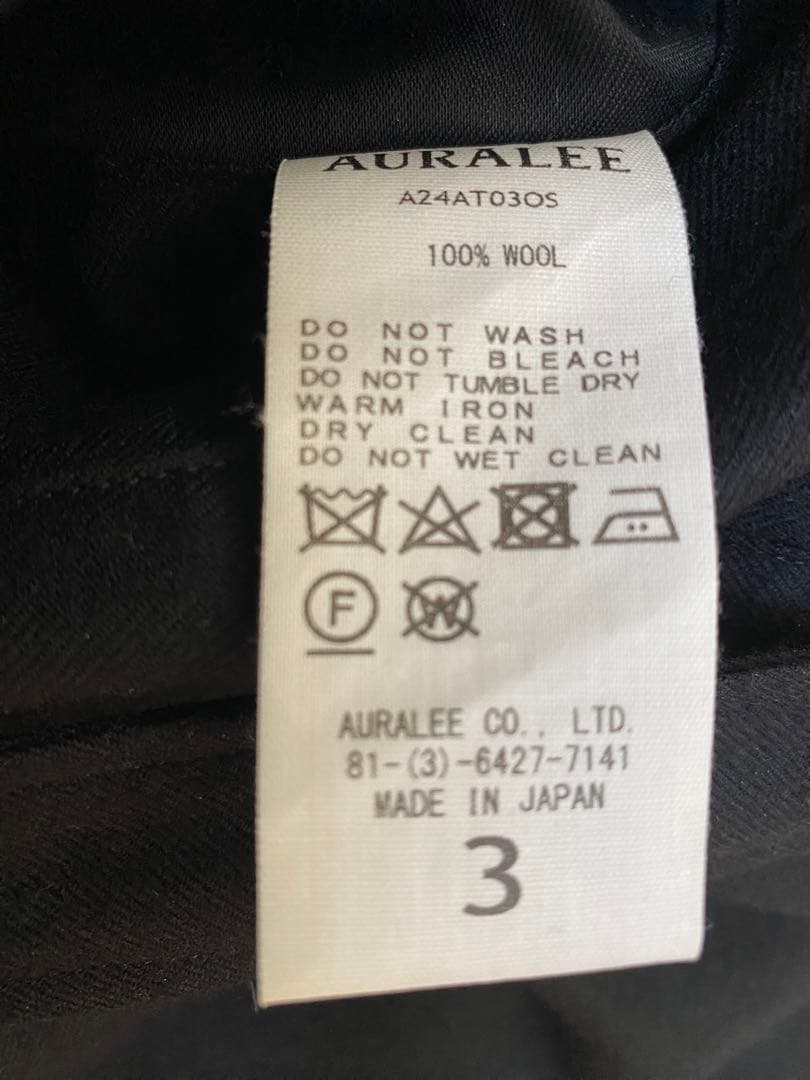 AURALEE
A24AT03OS
100% WOOL
DO NOT WASH
DO NOT BLEACH
DO NOT TUMBLE DRY
WARM IRON
DRY CLEAN
DO NOT WET CLEAN
F W
AURALEE CO., LTD.
81-(3)-6427-7141
MADE IN JAPAN
3